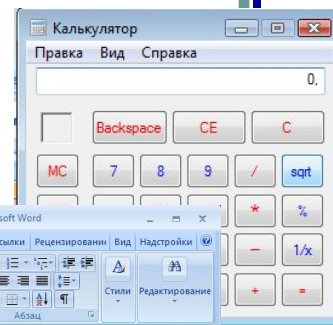 Калькулятор
Правка Вид Справка
0,
Backspace CE C
MC 7 8 9 / sqrt
* %
− 1/x
+ =
soft Word
сылки Рецензировани Вид Надстройки
Стили Редактирование
Абзац